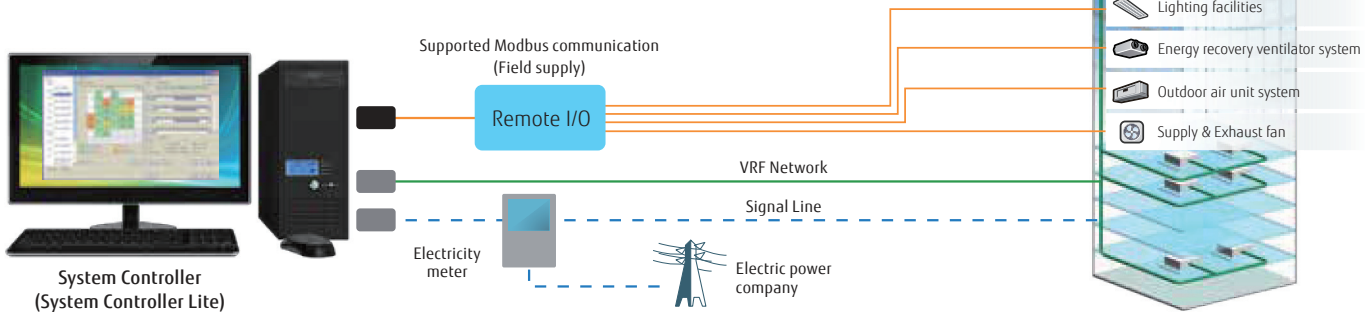 Lighting facilities
Supported Modbus communication
(Field supply)
Energy recovery ventilator system
Outdoor air unit system
Remote I/O
Supply & Exhaust fan
VRF Network
Signal Line
Electricity
meter
Electric power
company
System Controller
(System Controller Lite)